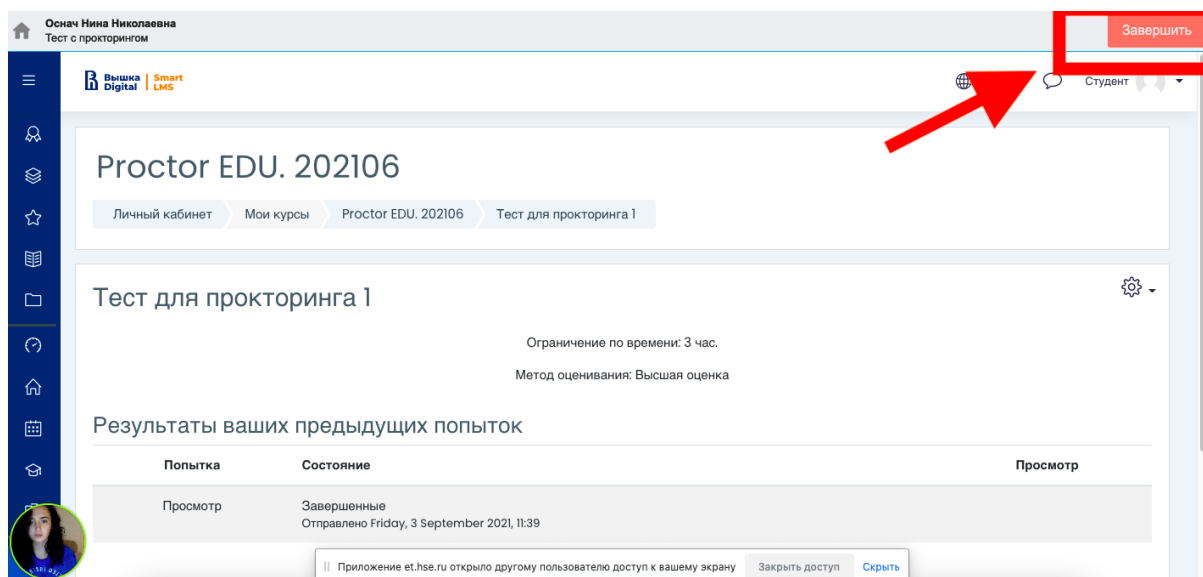 Оснач Нина Николаевна
Тест с прокторингом
Завершить
Вышка Digital | Smart LMS
Студент
Proctor EDU. 202106
Личный кабинет Мои курсы Proctor EDU. 202106 Тест для прокторинга 1
Тест для прокторинга 1
Ограничение по времени: 3 час.
Метод оценивания: Высшая оценка
Результаты ваших предыдущих попыток
Попытка Состояние Просмотр
Просмотр Завершенные
Отправлено Friday, 3 September 2021, 11:39
Приложение et.hse.ru открыло другому пользователю доступ к вашему экрану Закрыть доступ Скрыть